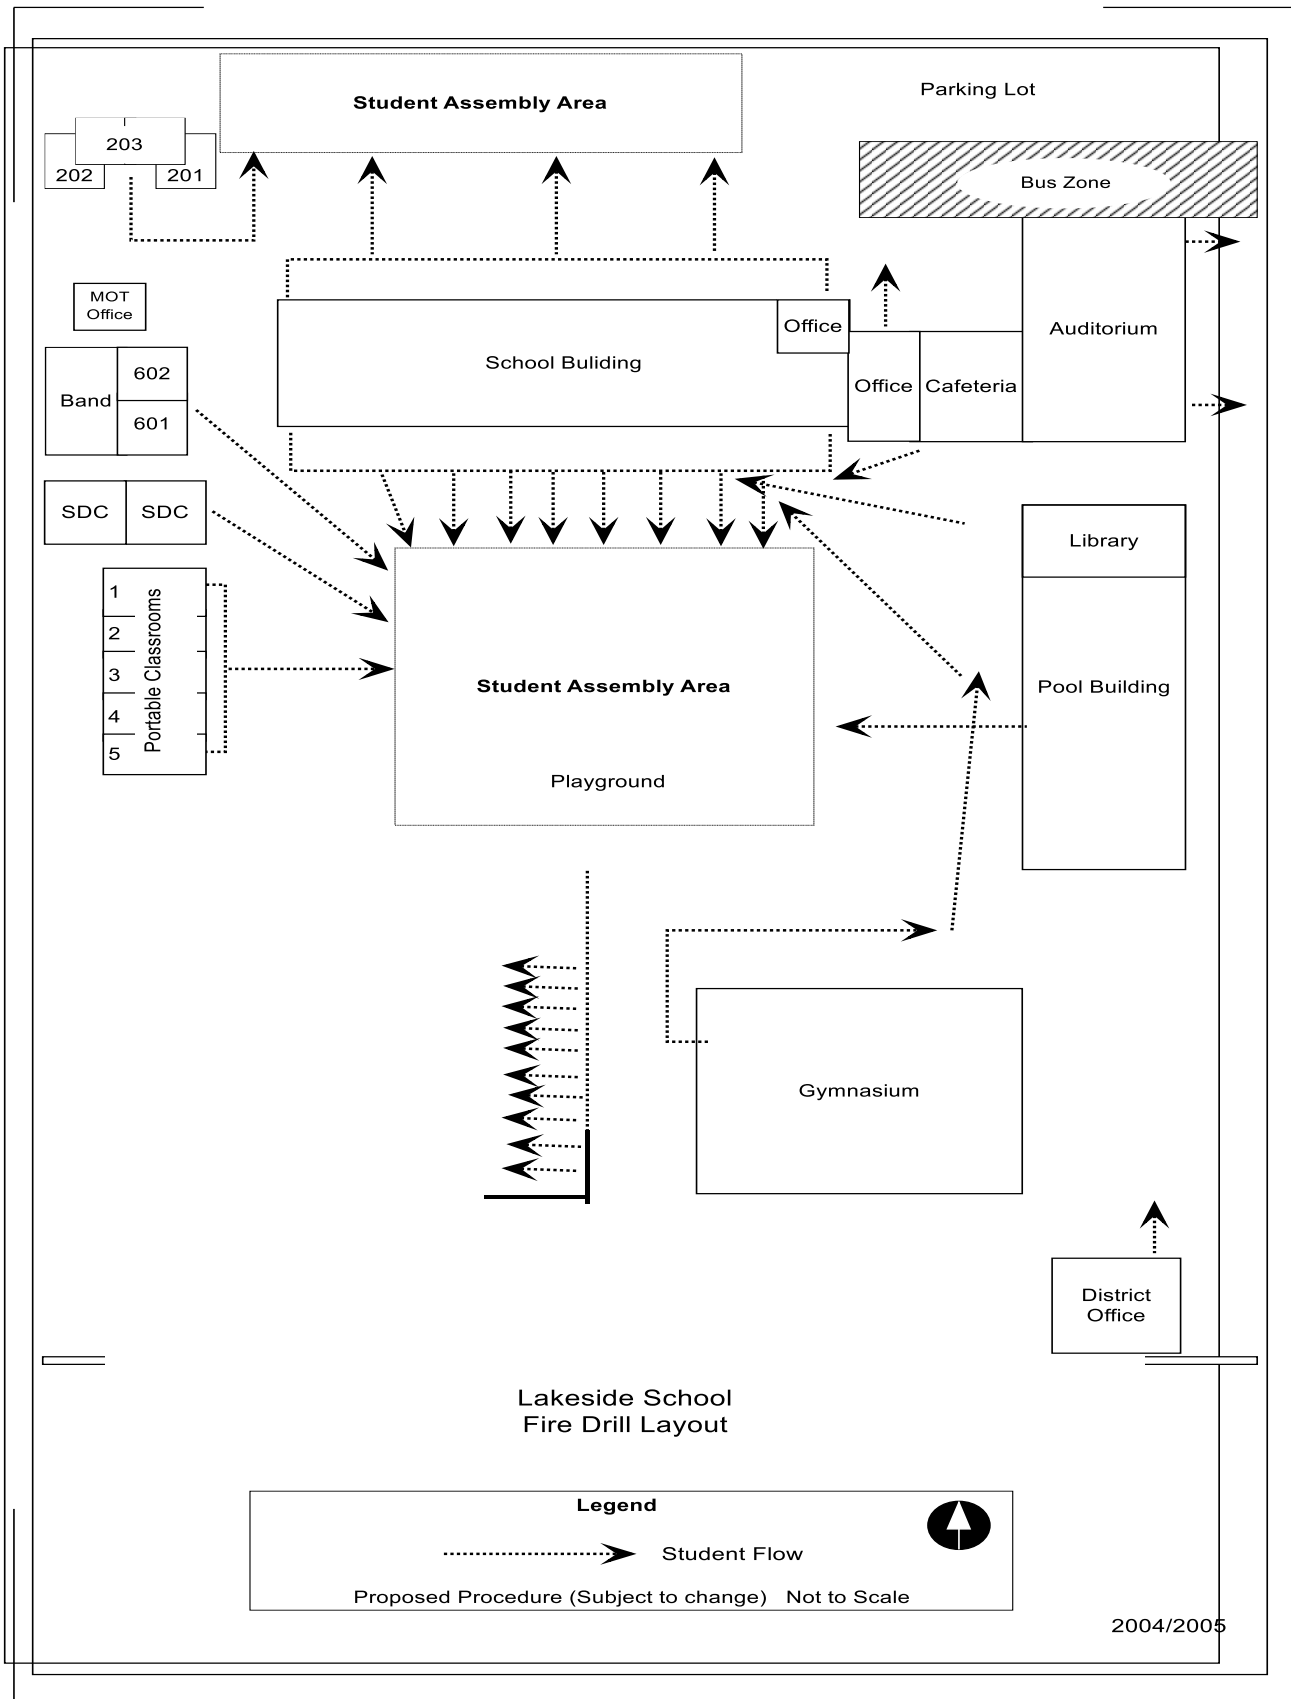 Student Assembly Area
Parking Lot
203
202
201
Bus Zone
MOT
Office
Office
School Buliding
Auditorium
602
Band
601
Office
Cafeteria
SDC
SDC
Library
1
2
3
4
5
Portable Classrooms
Student Assembly Area
Pool Building
Playground
Gymnasium
District
Office
Lakeside School
Fire Drill Layout
Legend
Student Flow
Proposed Procedure (Subject to change) Not to Scale
2004/2005